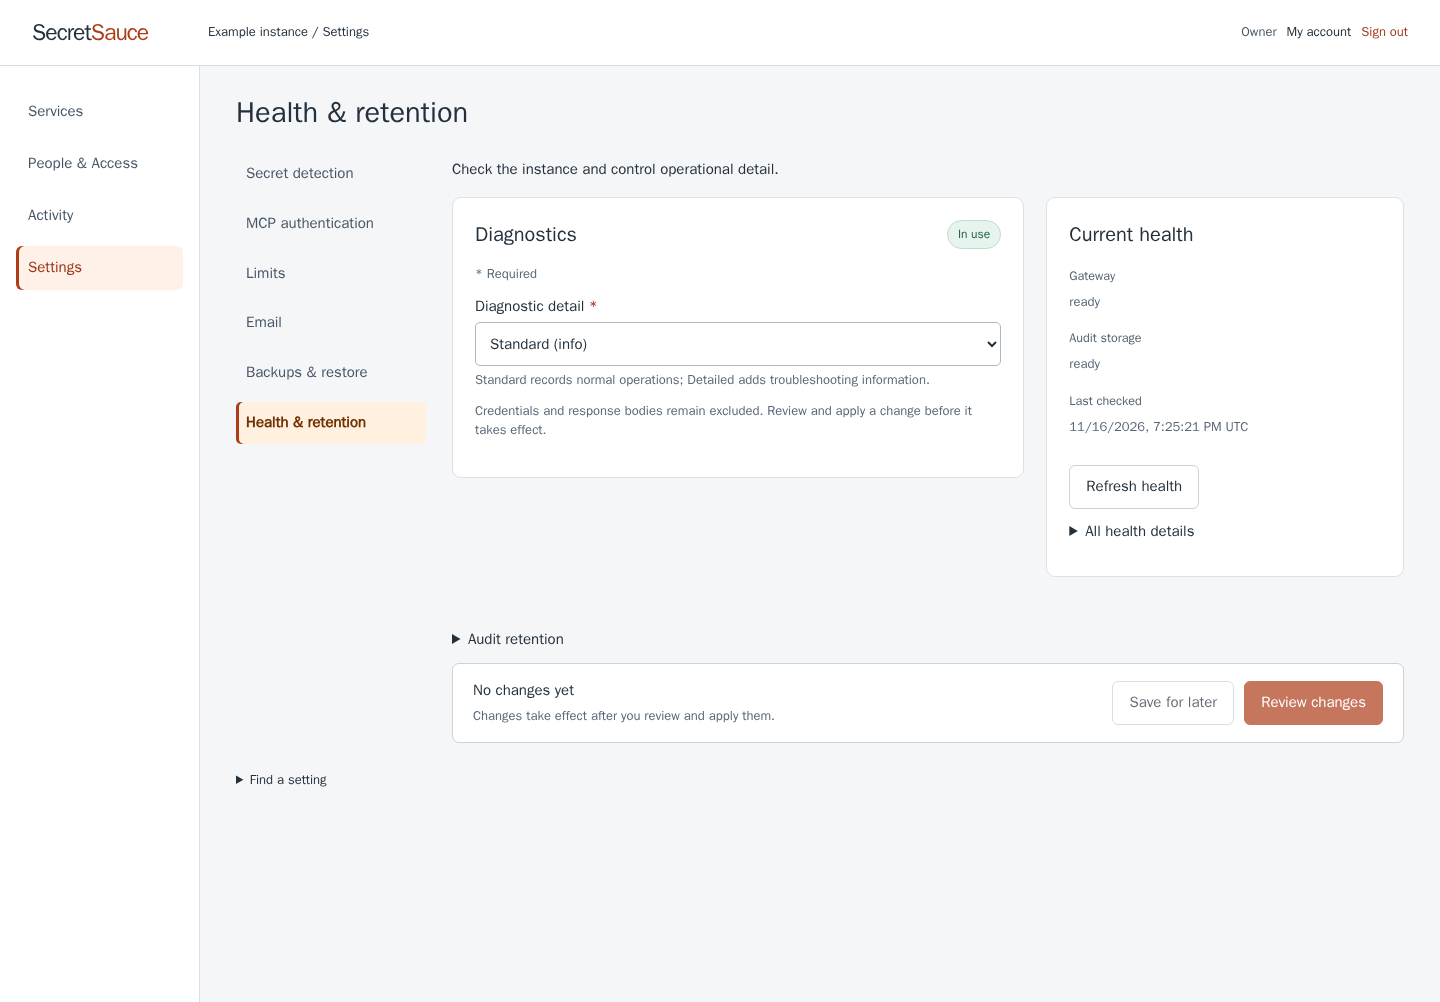 SecretSauce
Example instance / Settings
Owner My account Sign out
Services
People & Access
Activity
Settings
Health & retention
Secret detection
MCP authentication
Limits
Email
Backups & restore
Health & retention
Check the instance and control operational detail.
Diagnostics
In use
* Required
Diagnostic detail *
Standard (info)
Standard records normal operations; Detailed adds troubleshooting information.
Credentials and response bodies remain excluded. Review and apply a change before it
takes effect.
Current health
Gateway
ready
Audit storage
ready
Last checked
11/16/2026, 7:25:21 PM UTC
Refresh health
All health details
Audit retention
No changes yet
Changes take effect after you review and apply them.
Save for later
Review changes
Find a setting